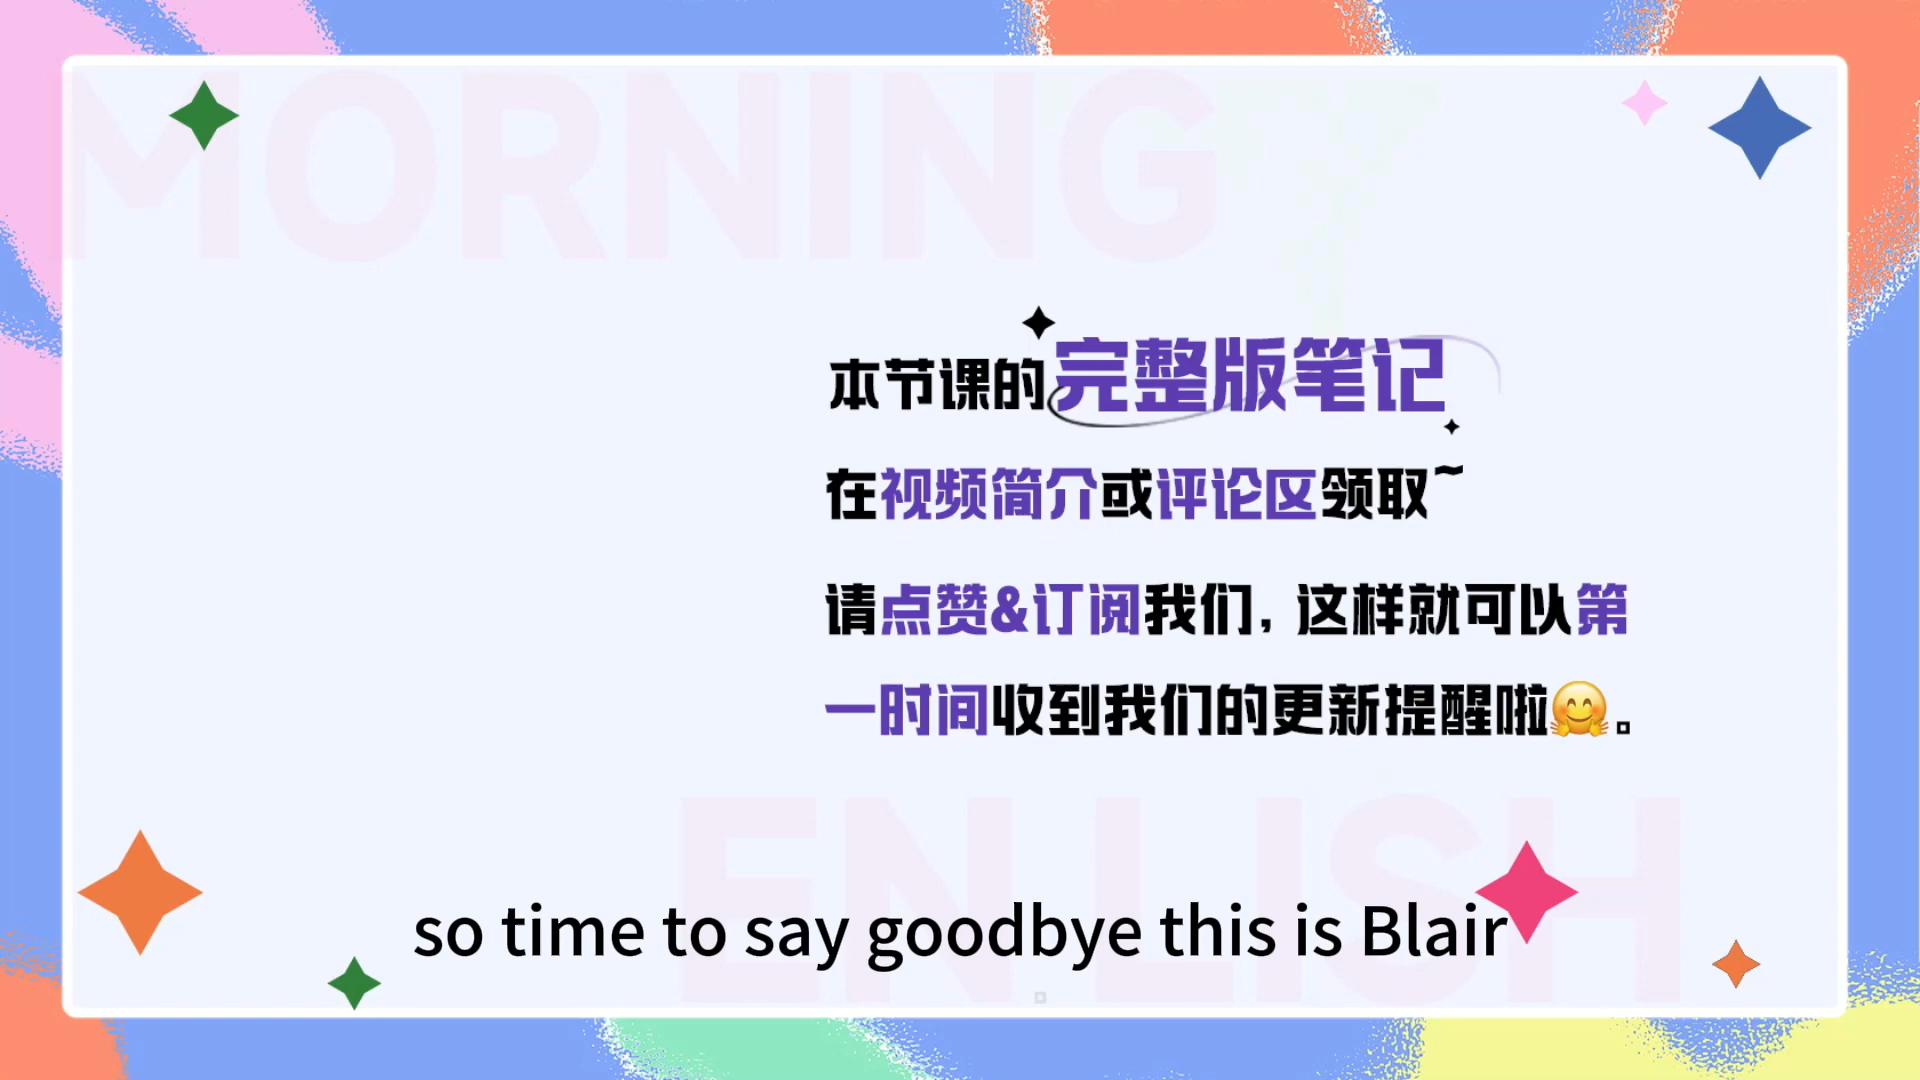 MORNING
本节课的完整版笔记
在视频简介或评论区领取~
请点赞&订阅我们，这样就可以第
一时间收到我们的更新提醒啦🤗。
EN LISH
so time to say goodbye this is Blair